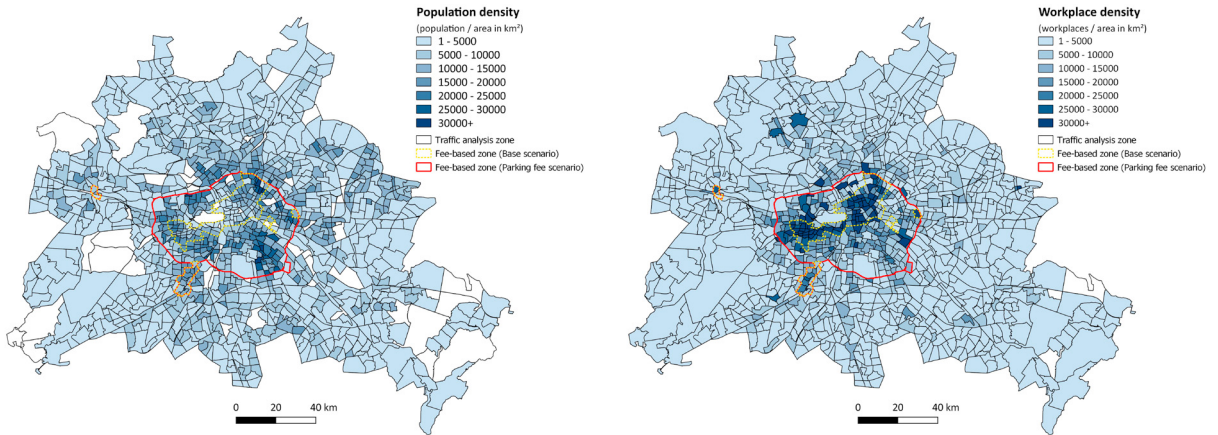 Population density
(population / area in km²)
1 - 5000
5000 - 10000
10000 - 15000
15000 - 20000
20000 - 25000
25000 - 30000
30000+
Traffic analysis zone
Fee-based zone (Base scenario)
Fee-based zone (Parking fee scenario)
0 20 40 km
Workplace density
(workplaces / area in km²)
1 - 5000
5000 - 10000
10000 - 15000
15000 - 20000
20000 - 25000
25000 - 30000
30000+
Traffic analysis zone
Fee-based zone (Base scenario)
Fee-based zone (Parking fee scenario)
0 20 40 km